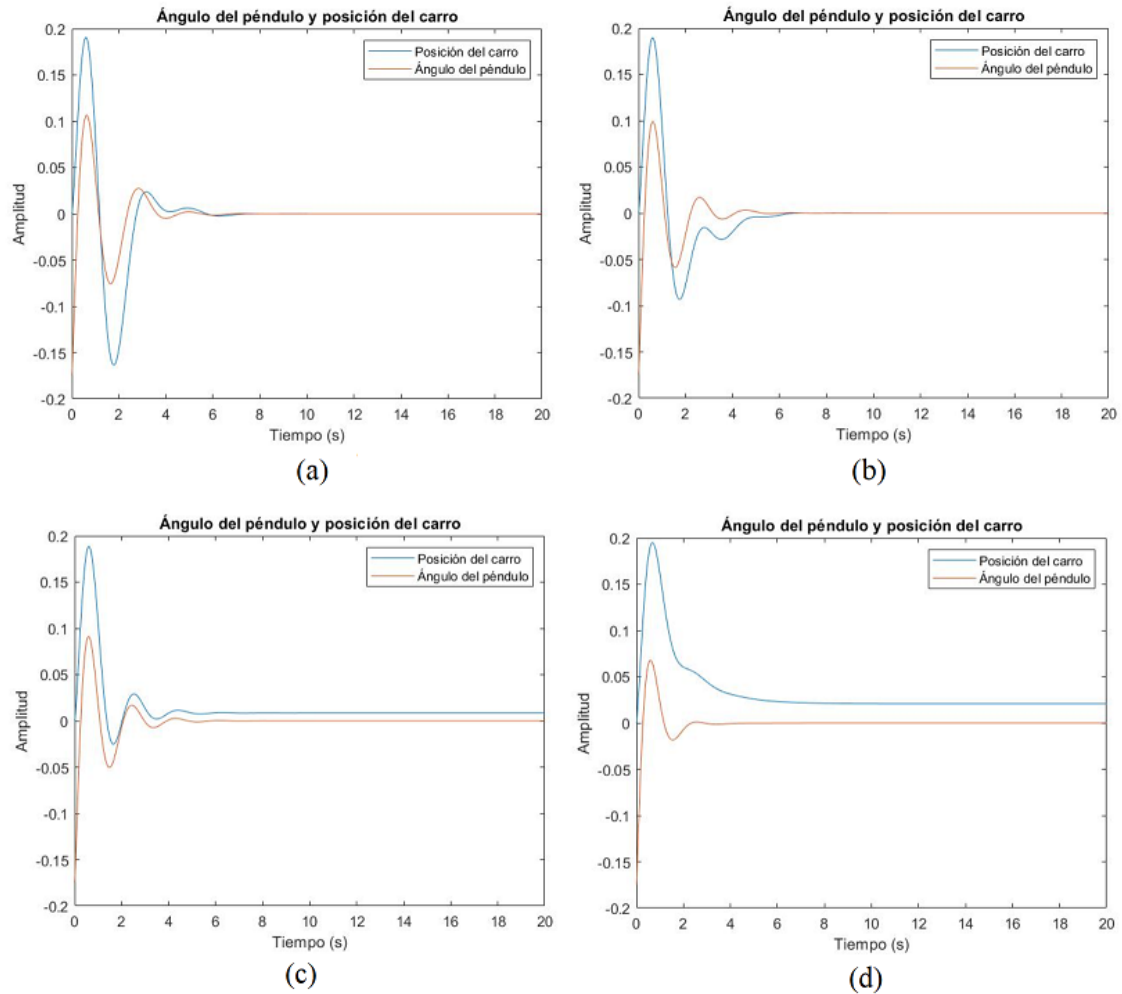 Ángulo del péndulo y posición del carro
0.2
0.15
0.1
0.05
0
-0.05
-0.1
-0.15
-0.2
Amplitud
Posición del carro
Ángulo del péndulo
0 2 4 6 8 10 12 14 16 18 20
Tiempo (s)
(a)
Ángulo del péndulo y posición del carro
0.2
0.15
0.1
0.05
0
-0.05
-0.1
-0.15
-0.2
Amplitud
Posición del carro
Ángulo del péndulo
0 2 4 6 8 10 12 14 16 18 20
Tiempo (s)
(b)
Ángulo del péndulo y posición del carro
0.2
0.15
0.1
0.05
0
-0.05
-0.1
-0.15
-0.2
Amplitud
Posición del carro
Ángulo del péndulo
0 2 4 6 8 10 12 14 16 18 20
Tiempo (s)
(c)
Ángulo del péndulo y posición del carro
0.2
0.15
0.1
0.05
0
-0.05
-0.1
-0.15
-0.2
Amplitud
Posición del carro
Ángulo del péndulo
0 2 4 6 8 10 12 14 16 18 20
Tiempo (s)
(d)